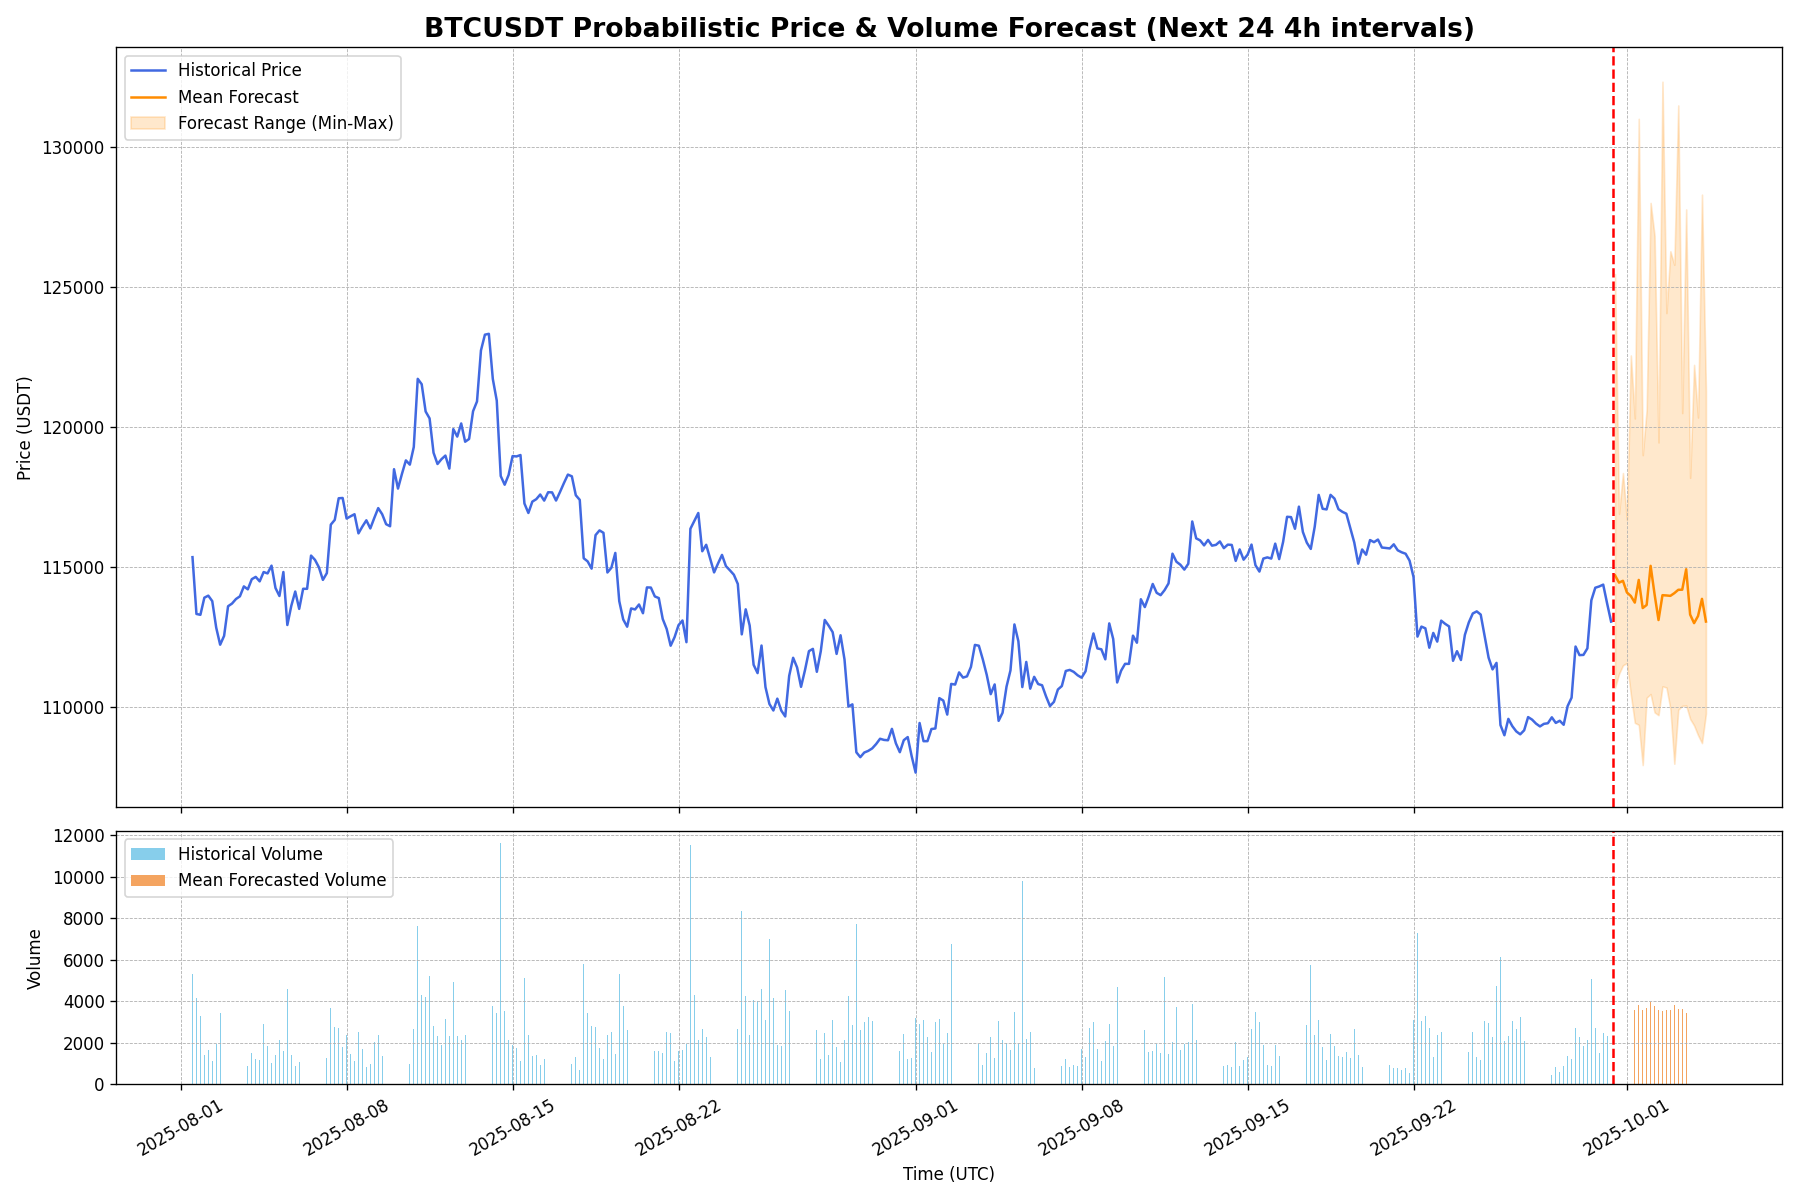 BTCUSDT Probabilistic Price & Volume Forecast (Next 24 4h intervals)
Historical Price
Mean Forecast
Forecast Range (Min-Max)
130000
125000
120000
115000
110000
Price (USDT)
Historical Volume
Mean Forecasted Volume
12000
10000
8000
6000
4000
2000
0
Volume
2025-08-01
2025-08-08
2025-08-15
2025-08-22
2025-09-01
2025-09-08
2025-09-15
2025-09-22
2025-10-01
Time (UTC)